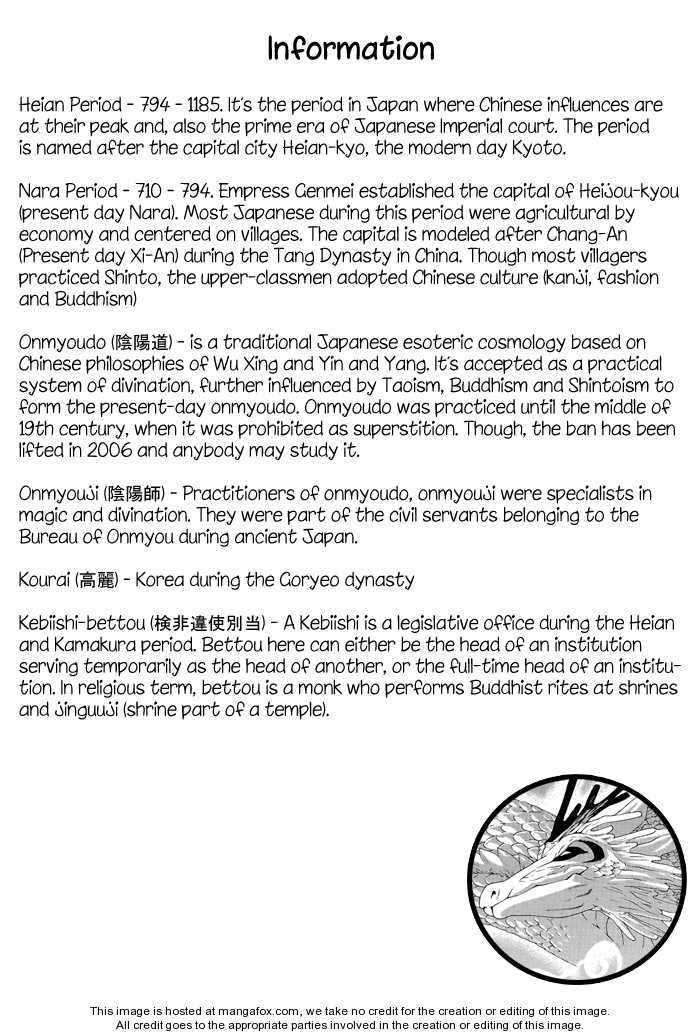 Information
Heian Period - 794 - 1185. It's the period in Japan where Chinese influences are
at their peak and, also the prime era of Japanese Imperial court. The period
is named after the capital city Heian-kyo, the modern day Kyoto.
Nara Period - 710 - 794. Empress Genmei established the capital of Heijou-kyou
(present day Nara). Most Japanese during this period were agricultural by
economy and centered on villages. The capital is modeled after Chang-An
(Present day Xi-An) during the Tang Dynasty in China. Though most villagers
practiced Shinto, the upper-classmen adopted Chinese culture (kanji, fashion
and Buddhism)
Onmyoudo (陰陽道) - is a traditional Japanese esoteric cosmology based on
Chinese philosophies of Wu Xing and Yin and Yang. It's accepted as a practical
system of divination, further influenced by Taoism, Buddhism and Shintoism to
form the present-day onmyoudo. Onmyoudo was practiced until the middle of
19th century, when it was prohibited as superstition. Though, the ban has been
lifted in 2006 and anybody may study it.
Onmyouji (陰陽師) - Practitioners of onmyoudo, onmyouji were specialists in
magic and divination. They were part of the civil servants belonging to the
Bureau of Onmyou during ancient Japan.
Kourai (高麗) - Korea during the Goryeo dynasty
Kebiishi-bettou (検非違使別当) - A Kebiishi is a legislative office during the Heian
and Kamakura period. Bettou here can either be the head of an institution
serving temporarily as the head of another, or the full-time head of an institu-
tion. In religious term, bettou is a monk who performs Buddhist rites at shrines
and jinguuji (shrine part of a temple).
This image is hosted at mangafox.com, we take no credit for the creation or editing of this image.
All credit goes to the appropriate parties involved in the creation or editing of this image.